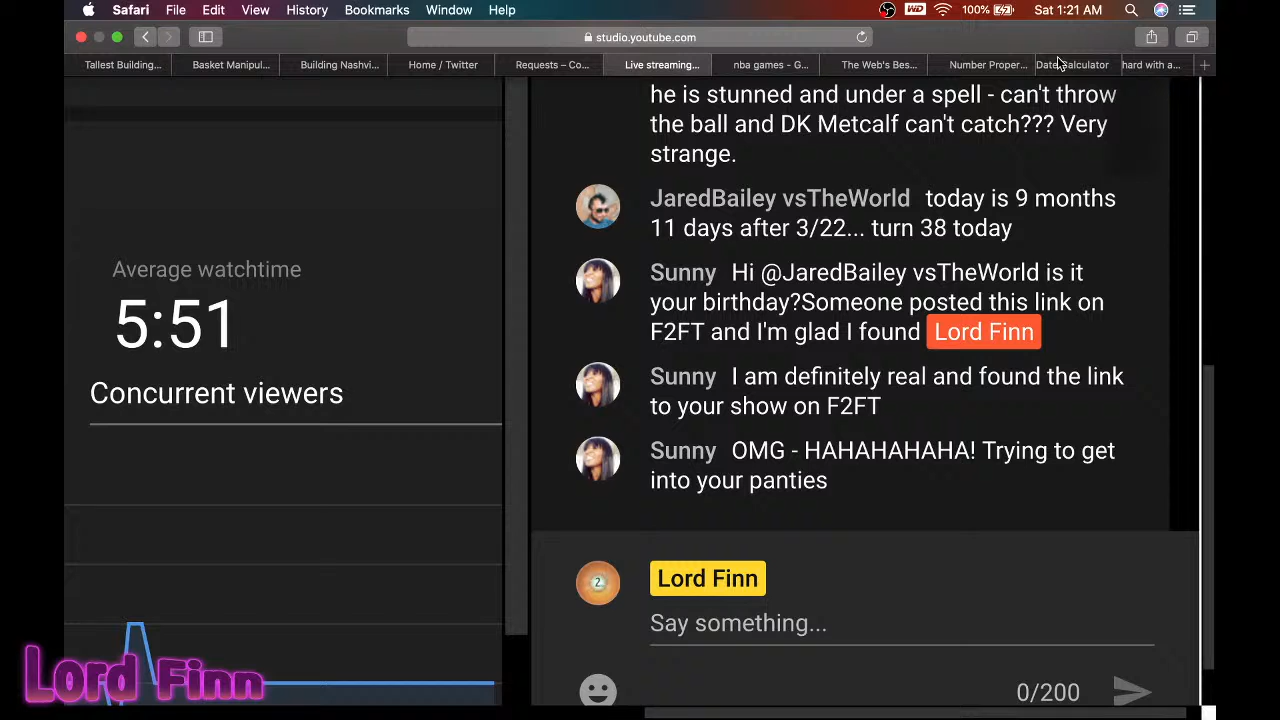 Safari File Edit View History Bookmarks Window Help WD 100% Sat 1:21 AM
studio.youtube.com
Tallest Building... Basket Manipul... Building Nashvi... Home / Twitter Requests – Co... Live streaming... nba games - G... The Web's Bes... Number Proper... Date Calculator hard with a...
he is stunned and under a spell - can't throw
the ball and DK Metcalf can't catch??? Very
strange.
JaredBailey vsTheWorld today is 9 months
11 days after 3/22... turn 38 today
Sunny Hi @JaredBailey vsTheWorld is it
your birthday?Someone posted this link on
F2FT and I'm glad I found Lord Finn
Sunny I am definitely real and found the link
to your show on F2FT
Sunny OMG - HAHAHAHAHA! Trying to get
into your panties
Average watchtime
5:51
Concurrent viewers
2
Lord Finn
Say something...
0/200
Lord Finn